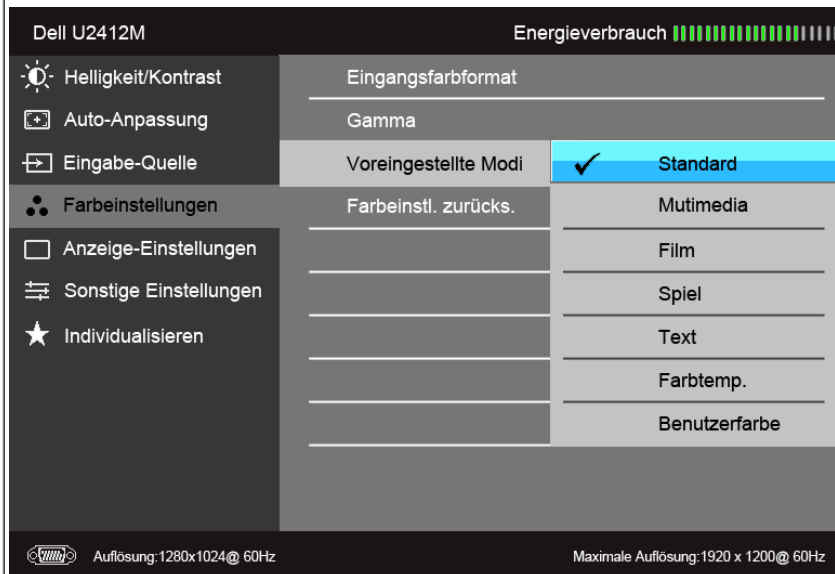 Dell U2412M
Energieverbrauch
Helligkeit/Kontrast
Auto-Anpassung
Eingabe-Quelle
Farbeinstellungen
Anzeige-Einstellungen
Sonstige Einstellungen
Individualisieren
Eingangsfarbformat
Gamma
Voreingestellte Modi
Farbeinstl. zurücks.
Standard
Mutimedia
Film
Spiel
Text
Farbtemp.
Benutzerfarbe
Auflösung:1280x1024@ 60Hz
Maximale Auflösung:1920 x 1200@ 60Hz